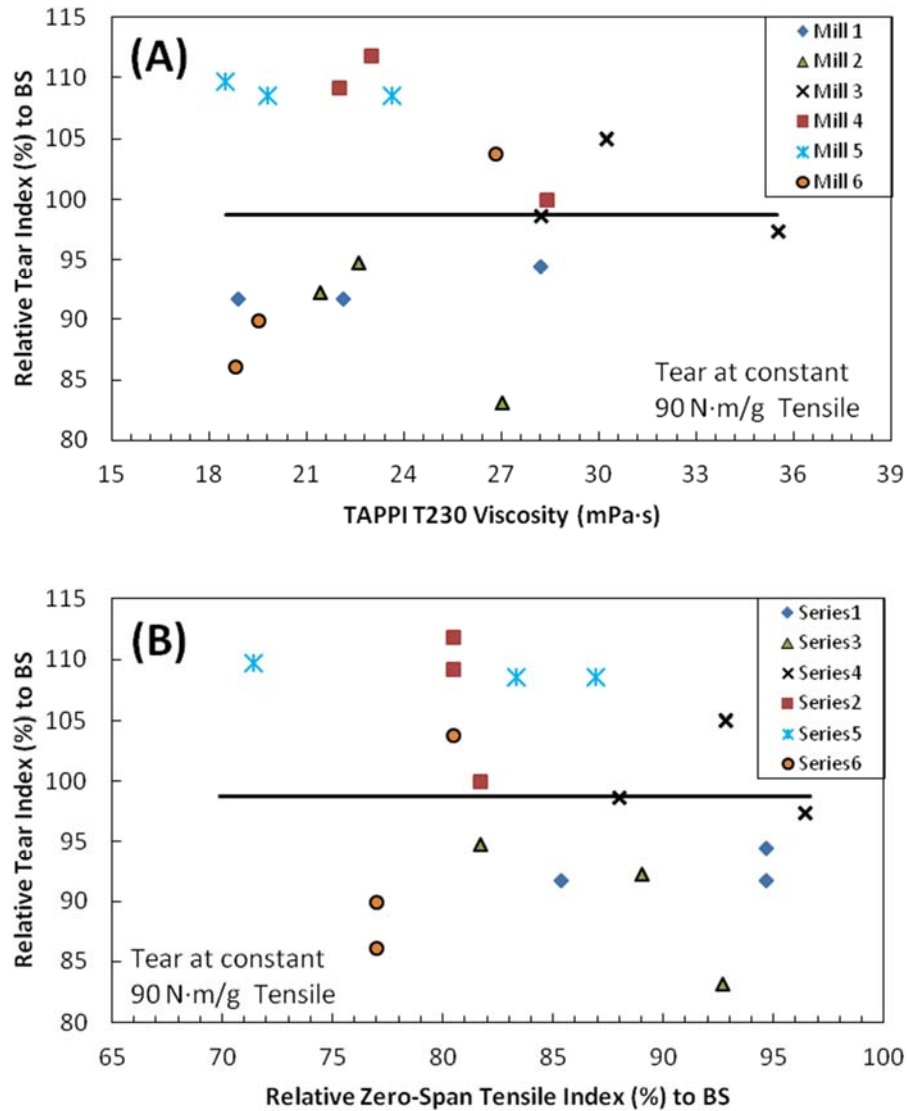 (A)
Mill 1
Mill 2
Mill 3
Mill 4
Mill 5
Mill 6
Relative Tear Index (%) to BS
115
110
105
100
95
90
85
80
Tear at constant
90 N·m/g Tensile
15 18 21 24 27 30 33 36 39
TAPPI T230 Viscosity (mPa·s)
(B)
Series1
Series3
Series4
Series2
Series5
Series6
Relative Tear Index (%) to BS
115
110
105
100
95
90
85
80
Tear at constant
90 N·m/g Tensile
65 70 75 80 85 90 95 100
Relative Zero-Span Tensile Index (%) to BS